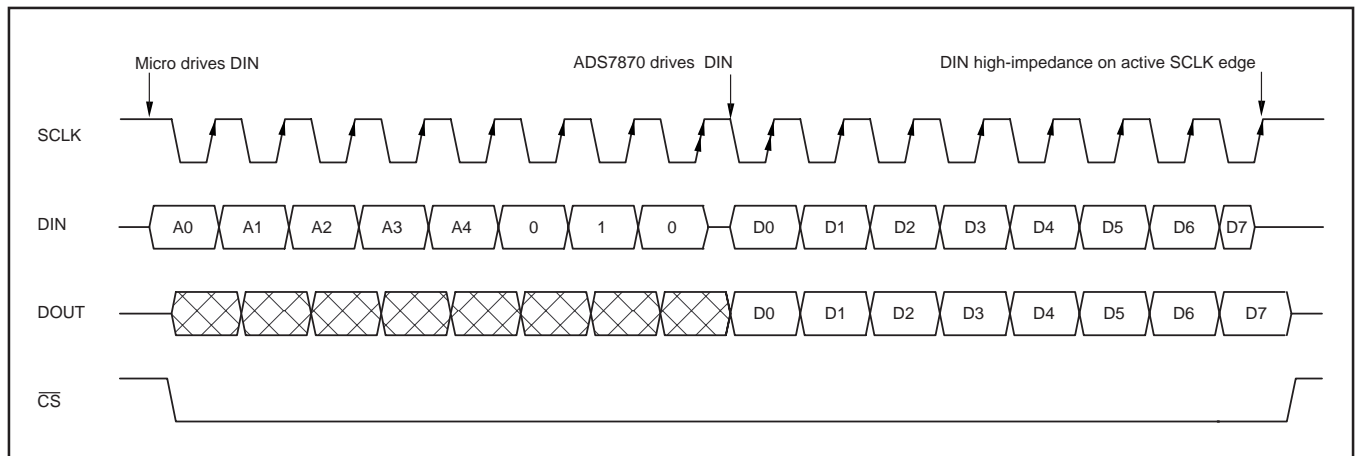 Micro drives DIN
ADS7870 drives DIN
DIN high-impedance on active SCLK edge
SCLK
DIN
A0 A1 A2 A3 A4 0 1 0 D0 D1 D2 D3 D4 D5 D6 D7
DOUT
D0 D1 D2 D3 D4 D5 D6 D7
CS